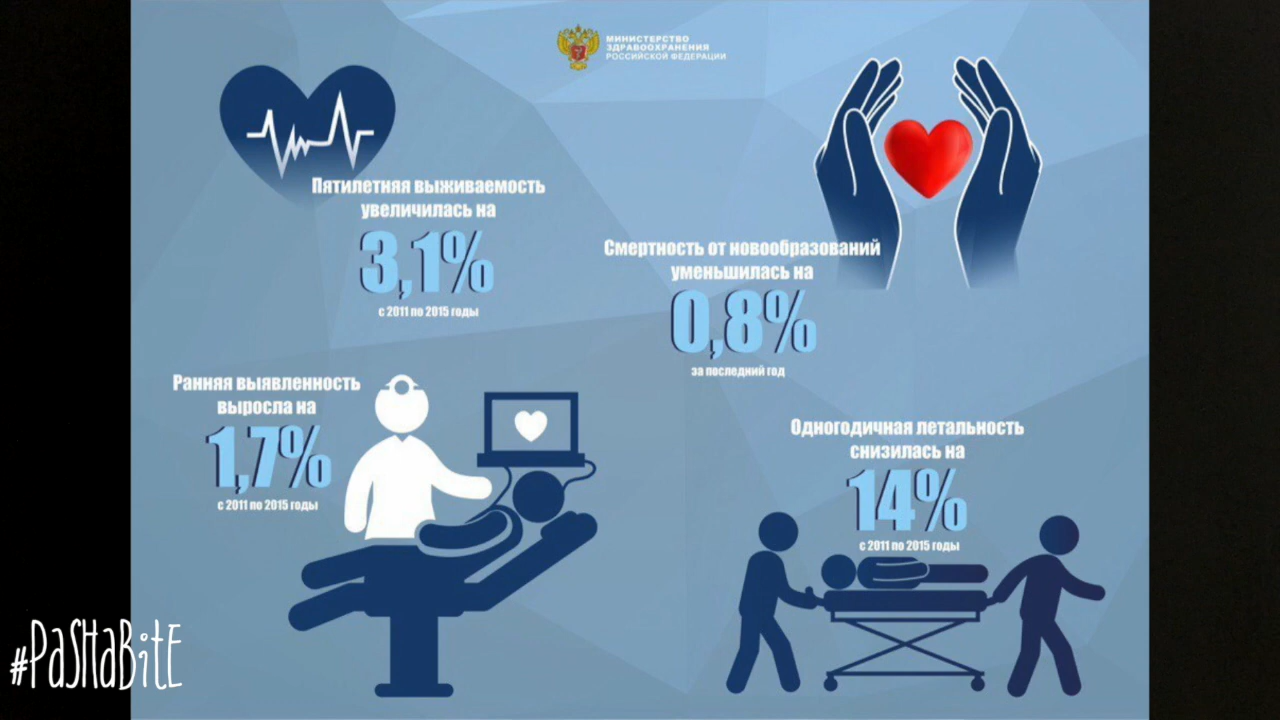 МИНИСТЕРСТВО
ЗДРАВООХРАНЕНИЯ
РОССИЙСКОЙ ФЕДЕРАЦИИ
Пятилетняя выживаемость
увеличилась на
3,1%
с 2011 по 2015 годы
Смертность от новообразований
уменьшилась на
0,8%
за последний год
Ранняя выявленность
выросла на
1,7%
с 2011 по 2015 годы
Одногодичная летальность
снизилась на
14%
с 2011 по 2015 годы
#PaSHaBitE